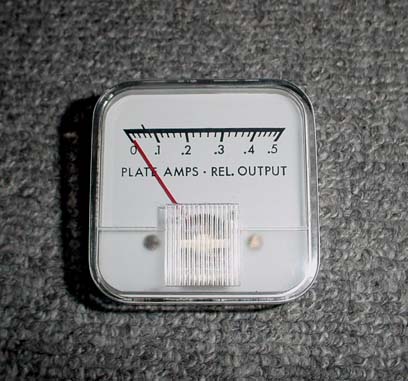 0 .1 .2 .3 .4 .5
PLATE AMPS · REL. OUTPUT